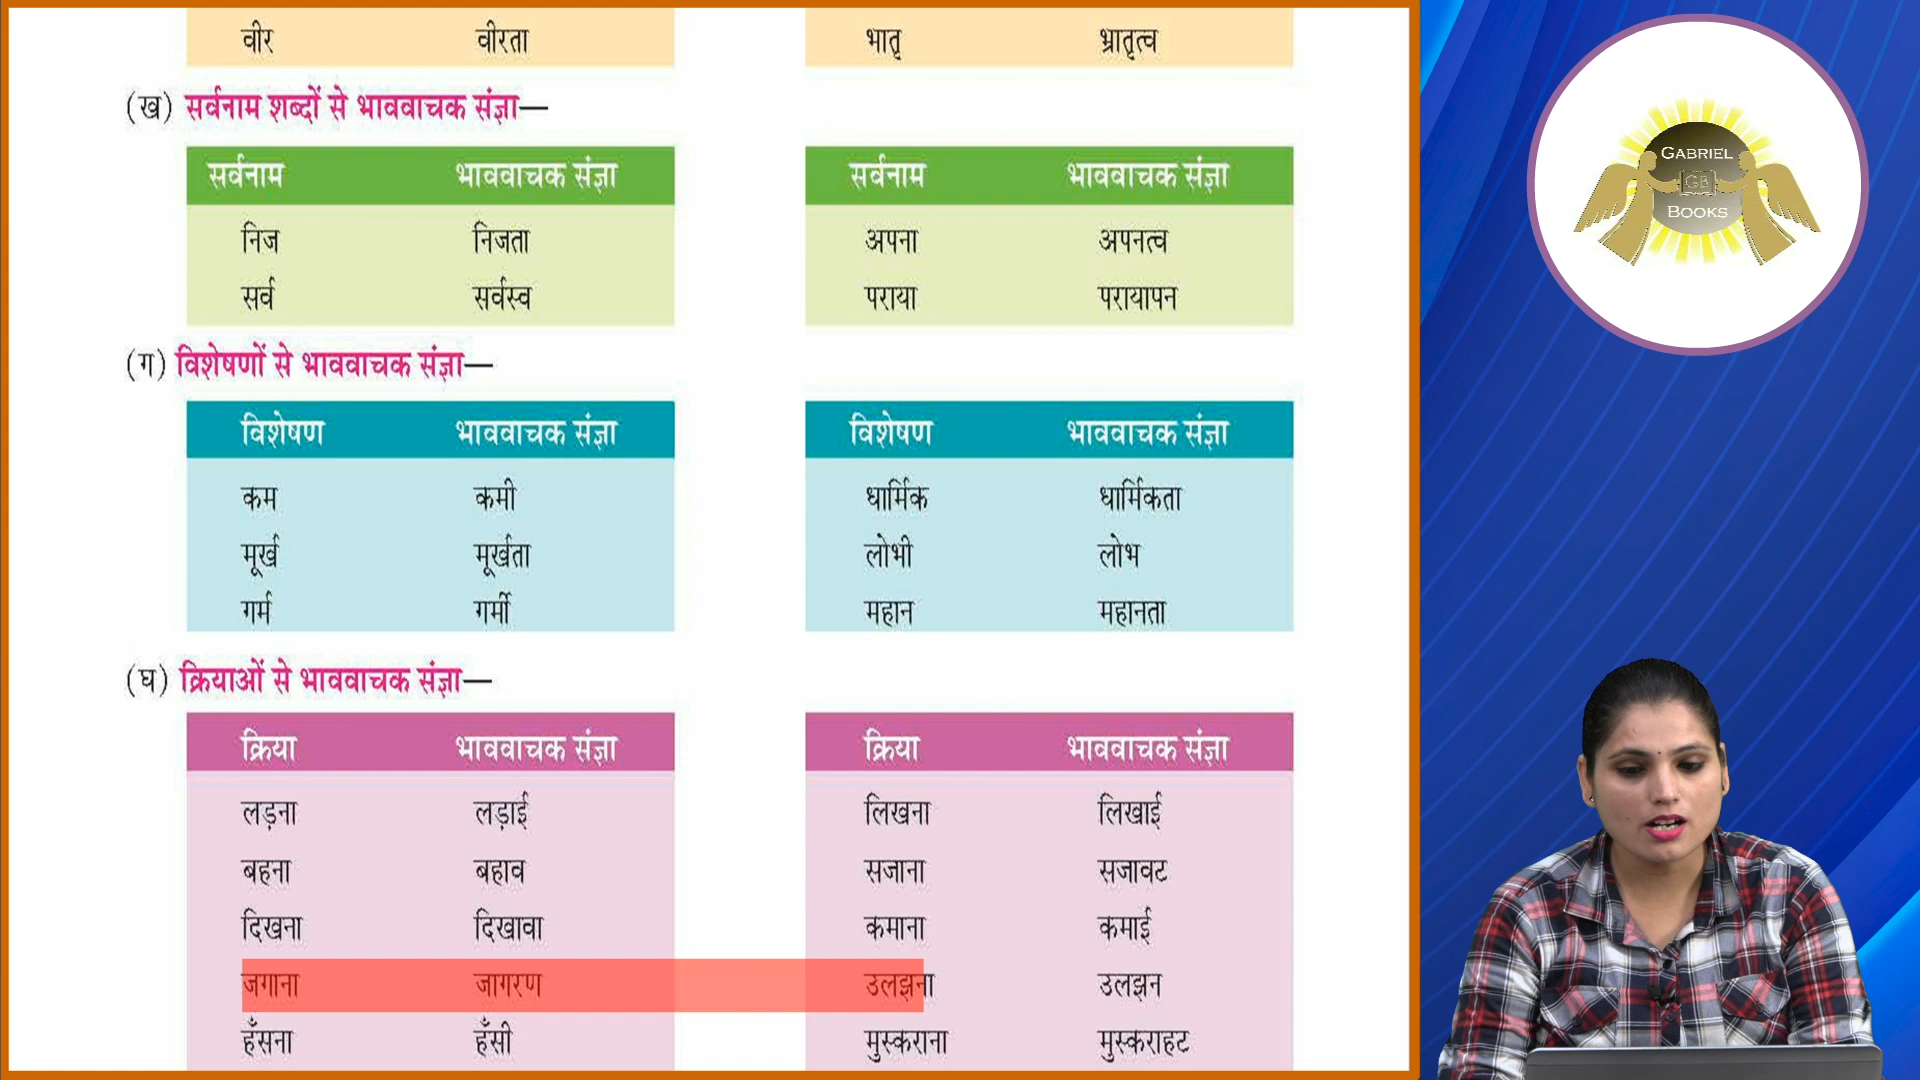 वीर वीरता भातृ भ्रातृत्व
(ख) सर्वनाम शब्दों से भाववाचक संज्ञा—
सर्वनाम भाववाचक संज्ञा सर्वनाम भाववाचक संज्ञा
निज निजता अपना अपनत्व
सर्व सर्वस्व पराया परायापन
(ग) विशेषणों से भाववाचक संज्ञा—
विशेषण भाववाचक संज्ञा विशेषण भाववाचक संज्ञा
कम कमी धार्मिक धार्मिकता
मूर्ख मूर्खता लोभी लोभ
गर्म गर्मी महान महानता
(घ) क्रियाओं से भाववाचक संज्ञा—
क्रिया भाववाचक संज्ञा क्रिया भाववाचक संज्ञा
लड़ना लड़ाई लिखना लिखाई
बहना बहाव सजाना सजावट
दिखना दिखावा कमाना कमाई
जगाना जागरण उलझना उलझन
हँसना हँसी मुस्कराना मुस्कराहट
GABRIEL
GB
BOOKS